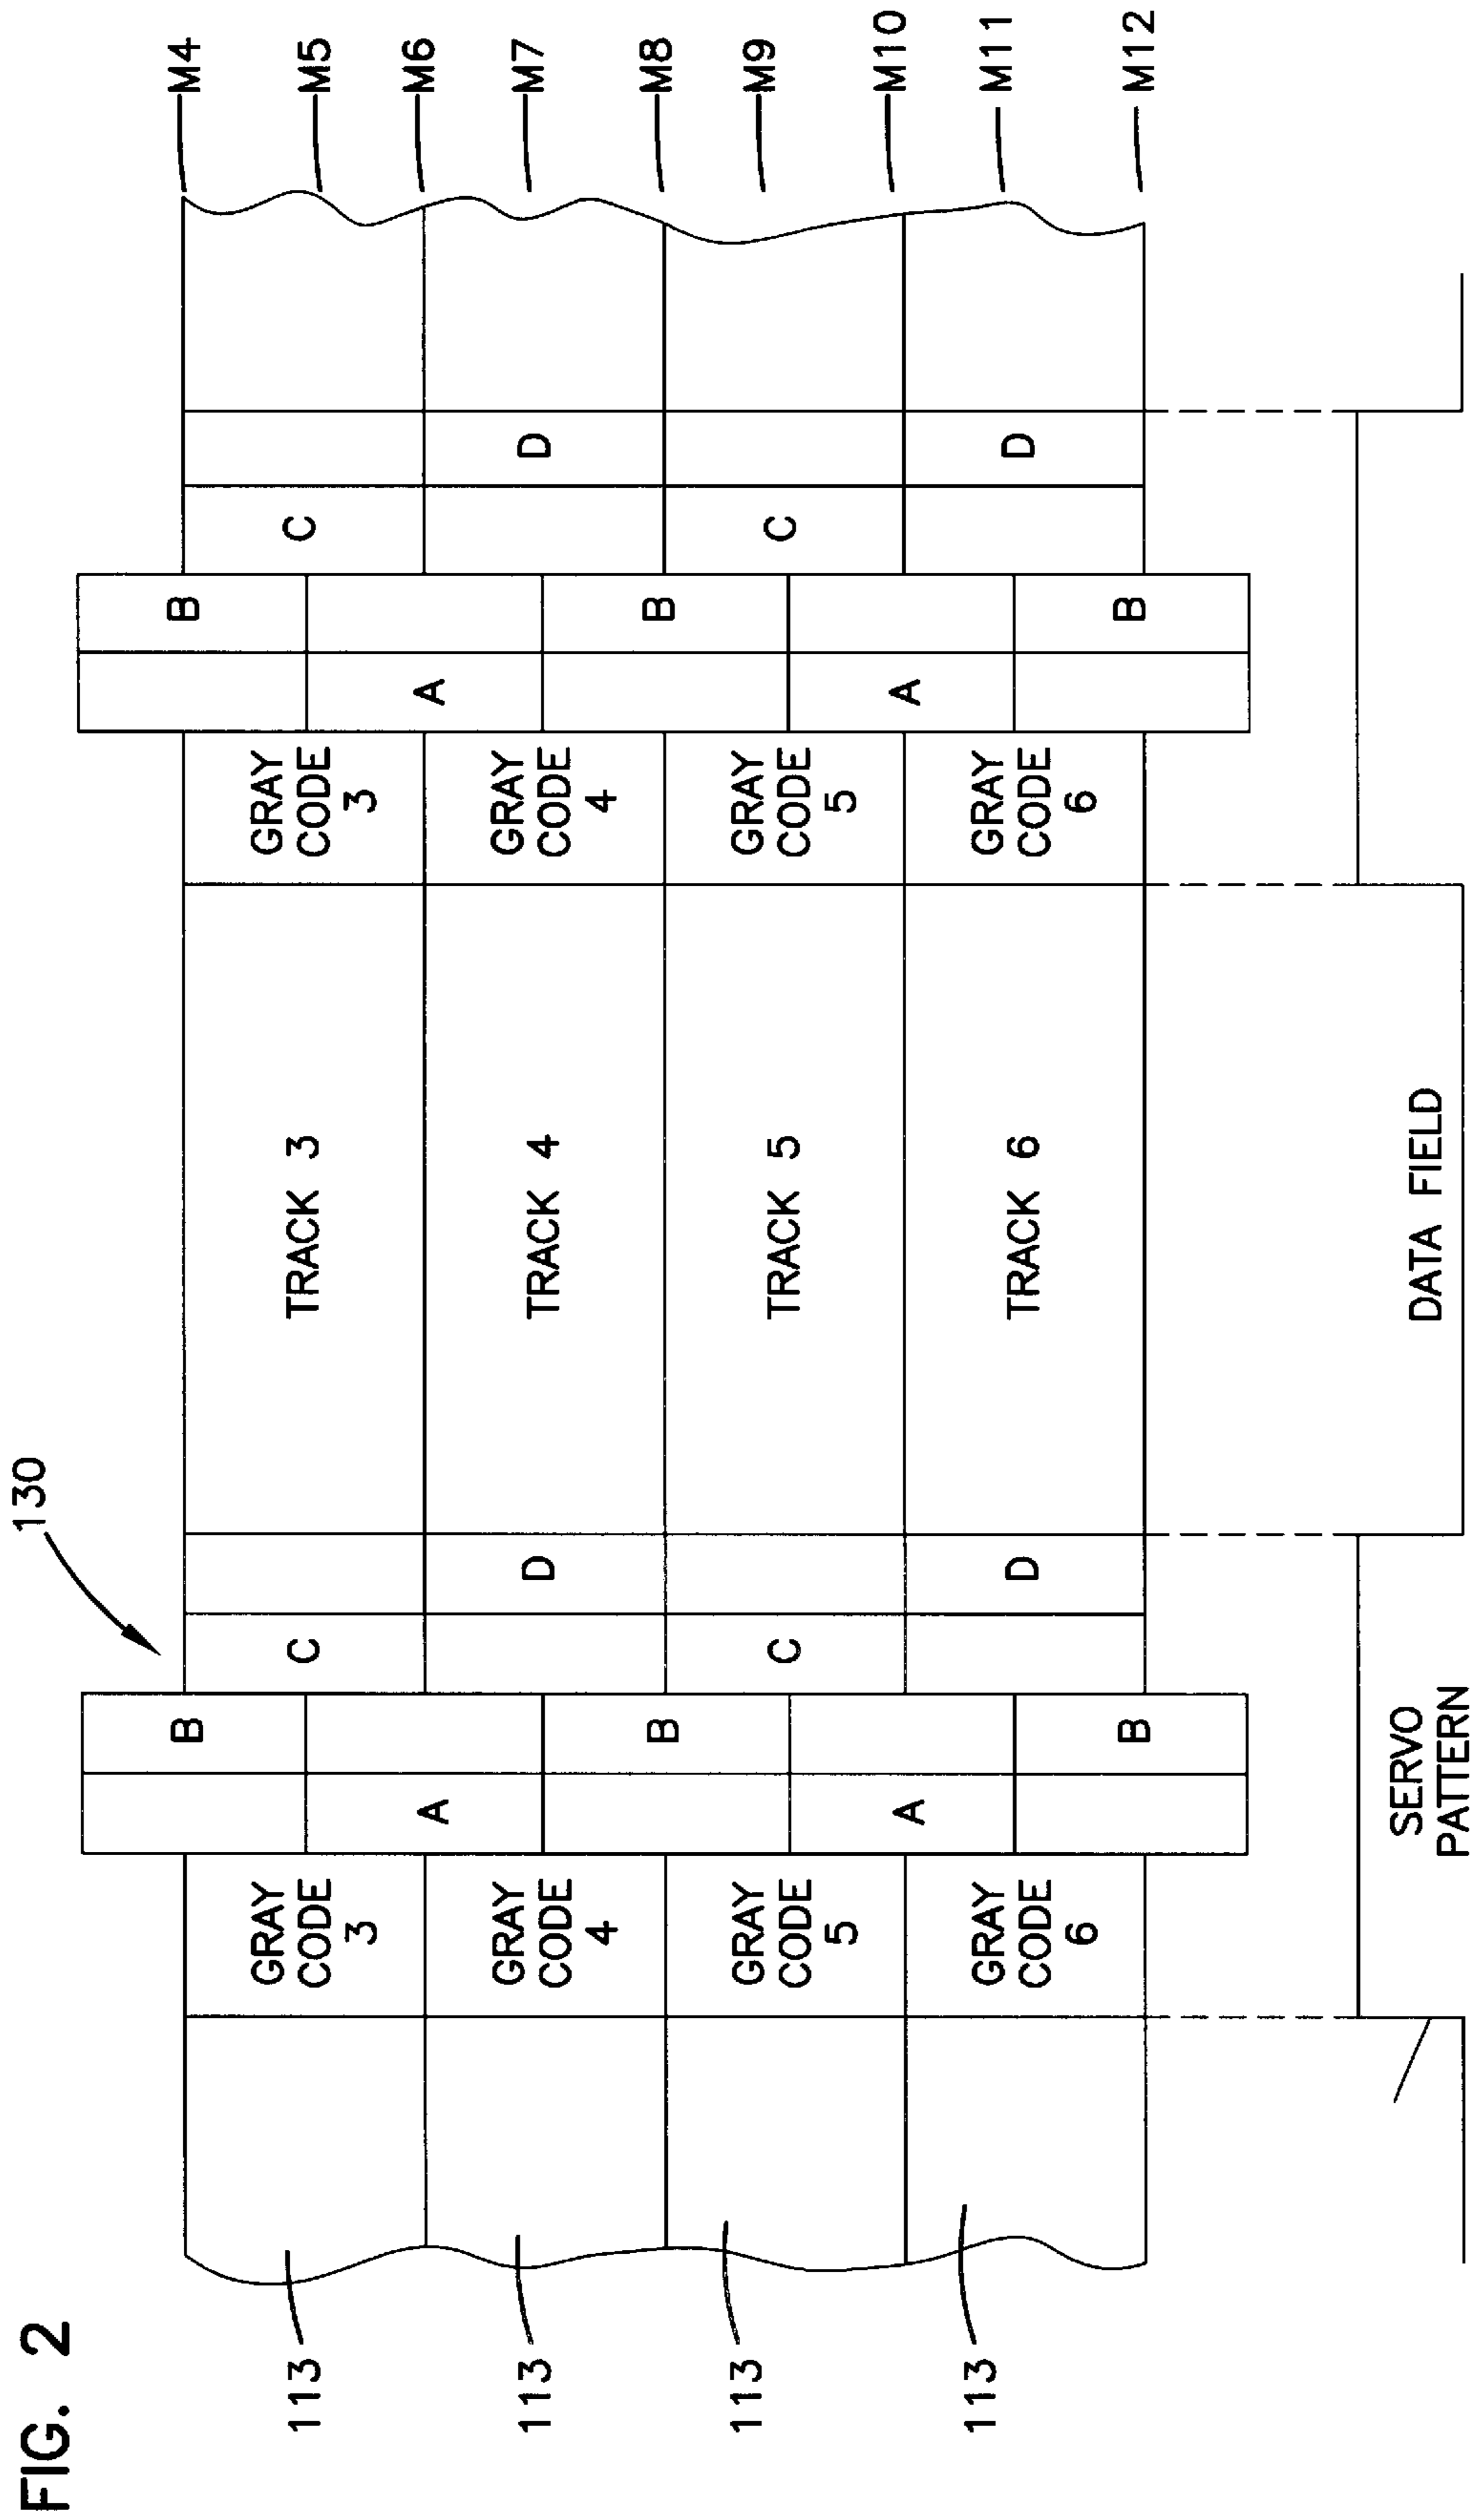 FIG. 2
130
M4
M5
M6
M7
M8
M9
M10
M11
M12
113
113
113
113
GRAY
CODE
3
GRAY
CODE
4
GRAY
CODE
5
GRAY
CODE
6
A
A
B
B
B
C
C
D
D
TRACK 3
TRACK 4
TRACK 5
TRACK 6
GRAY
CODE
3
GRAY
CODE
4
GRAY
CODE
5
GRAY
CODE
6
A
A
B
B
B
C
C
D
D
SERVO
PATTERN
DATA FIELD